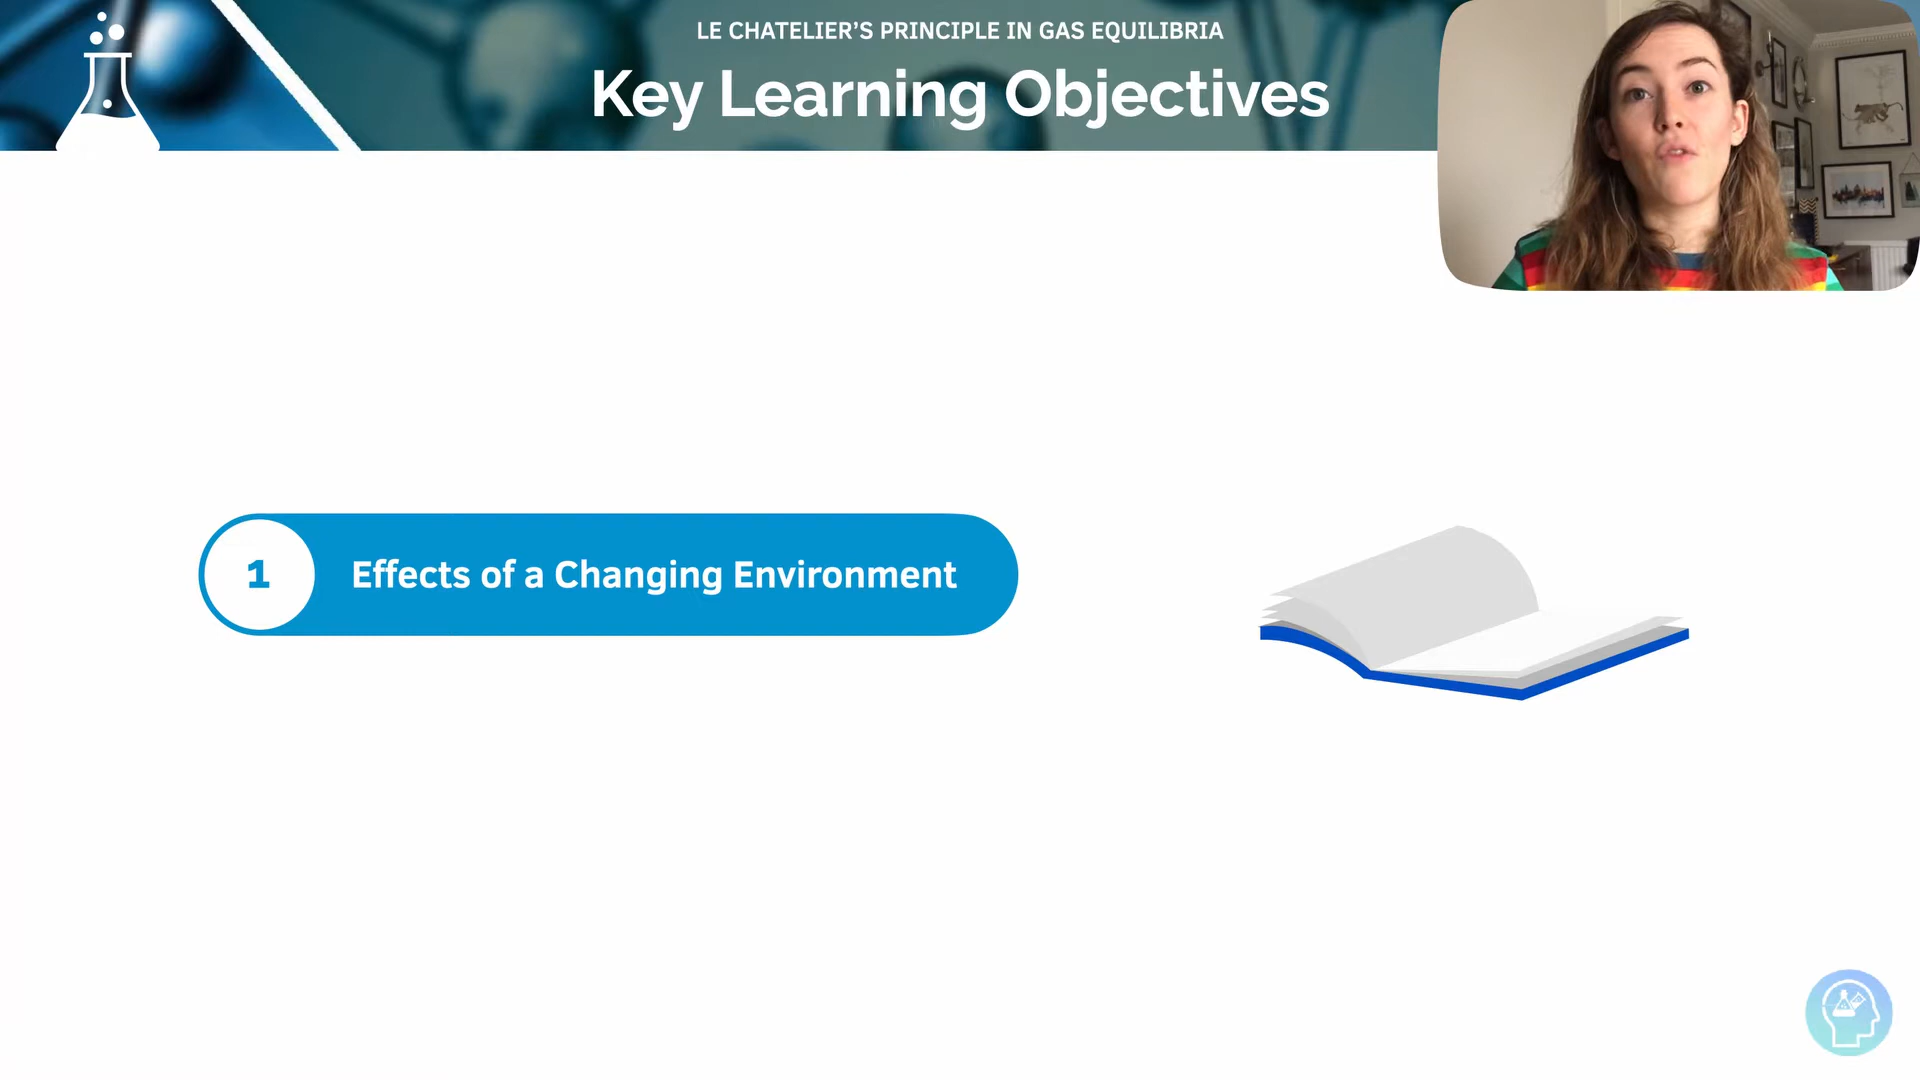 LE CHATELIER’S PRINCIPLE IN GAS EQUILIBRIA
Key Learning Objectives
1 Effects of a Changing Environment